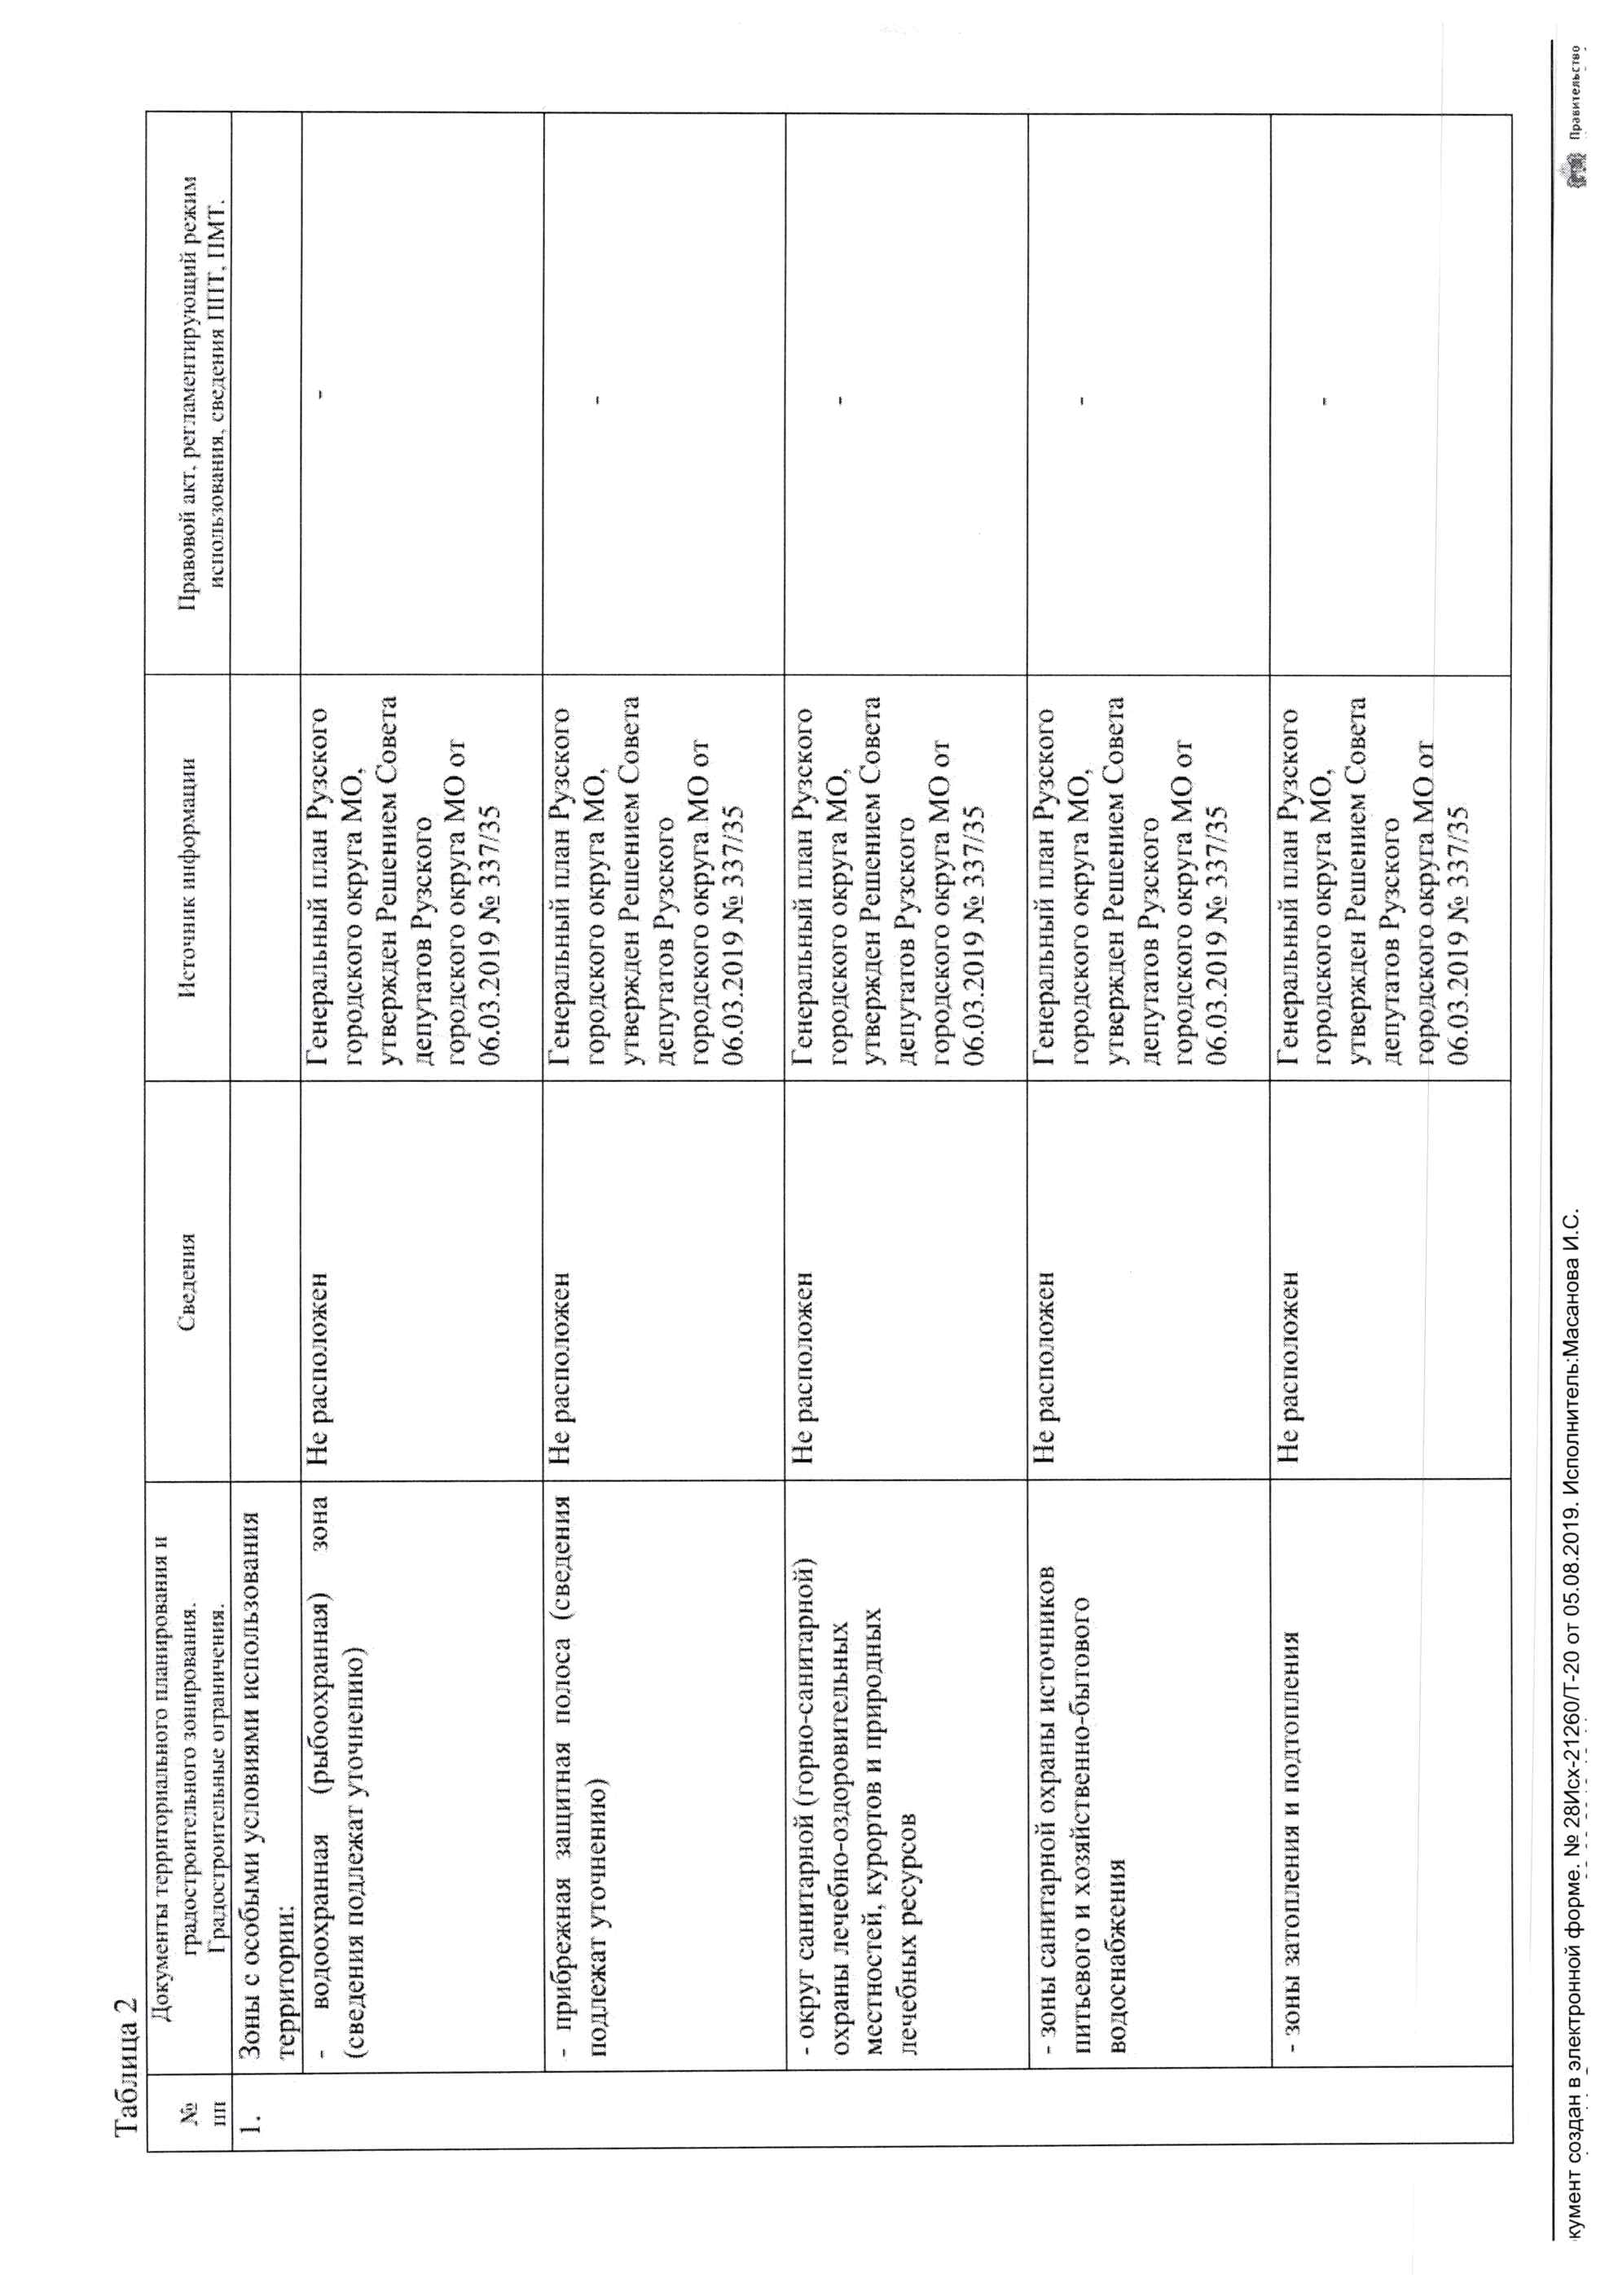 Таблица 2
№
пп
Документы территориального планирования и
градостроительного зонирования.
Градостроительные ограничения.
Сведения
Источник информации
Правовой акт, регламентирующий режим
использования, сведения ППТ, ПМТ.
1.
Зоны с особыми условиями использования
территории:
- водоохранная (рыбоохранная) зона
(сведения подлежат уточнению)
Не расположен
Генеральный план Рузского
городского округа МО,
утвержден Решением Совета
депутатов Рузского
городского округа МО от
06.03.2019 № 337/35
-
- прибрежная защитная полоса (сведения
подлежат уточнению)
Не расположен
Генеральный план Рузского
городского округа МО,
утвержден Решением Совета
депутатов Рузского
городского округа МО от
06.03.2019 № 337/35
-
- округ санитарной (горно-санитарной)
охраны лечебно-оздоровительных
местностей, курортов и природных
лечебных ресурсов
Не расположен
Генеральный план Рузского
городского округа МО,
утвержден Решением Совета
депутатов Рузского
городского округа МО от
06.03.2019 № 337/35
-
- зоны санитарной охраны источников
питьевого и хозяйственно-бытового
водоснабжения
Не расположен
Генеральный план Рузского
городского округа МО,
утвержден Решением Совета
депутатов Рузского
городского округа МО от
06.03.2019 № 337/35
-
- зоны затопления и подтопления
Не расположен
Генеральный план Рузского
городского округа МО,
утвержден Решением Совета
депутатов Рузского
городского округа МО от
06.03.2019 № 337/35
-
кумент создан в электронной форме. № 28Исх-21260/Т-20 от 05.08.2019. Исполнитель:Масанова И.С.
Правительство